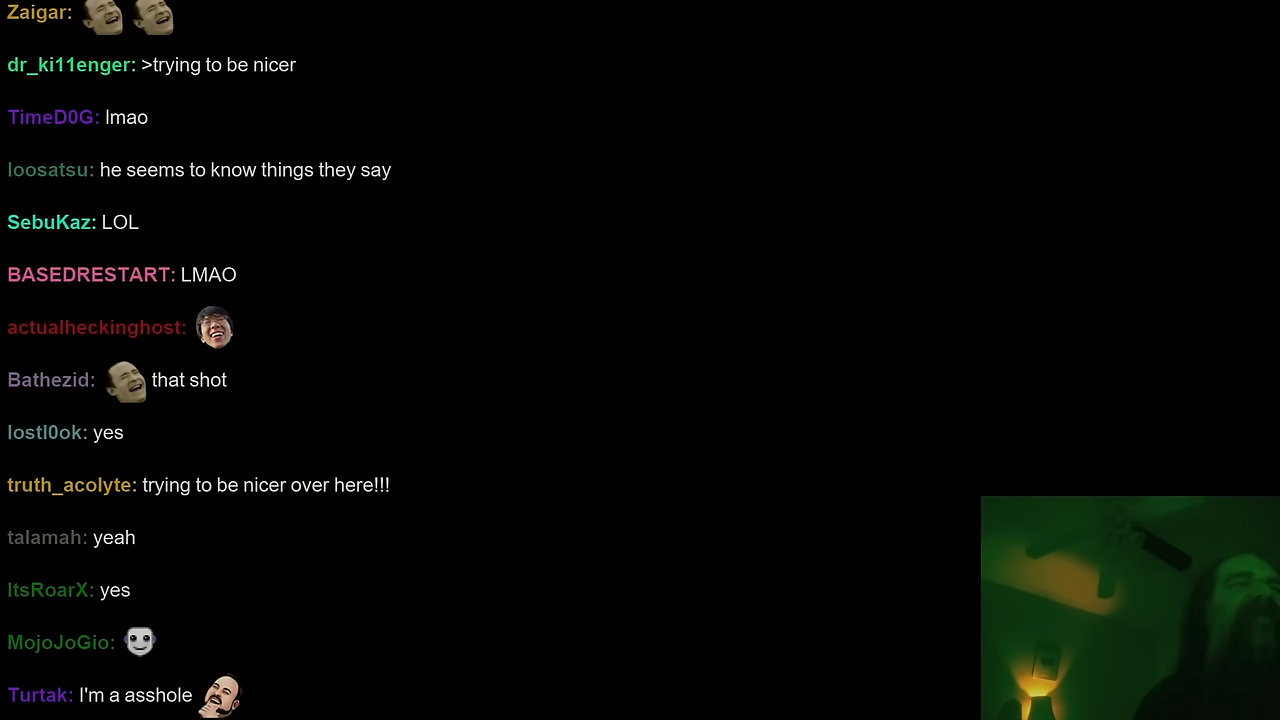 Zaigar:
dr_ki11enger: >trying to be nicer
TimeD0G: lmao
loosatsu: he seems to know things they say
SebuKaz: LOL
BASEDRESTART: LMAO
actualheckinghost:
Bathezid: that shot
lostl0ok: yes
truth_acolyte: trying to be nicer over here!!!
talamah: yeah
ItsRoarX: yes
MojoJoGio:
Turtak: I'm a asshole